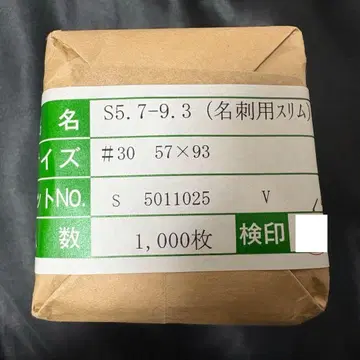 名 S5.7-9.3 (名刺用スリム)
イズ #30 57×93
ットNo. S 5011025 V
数 1,000枚 検印